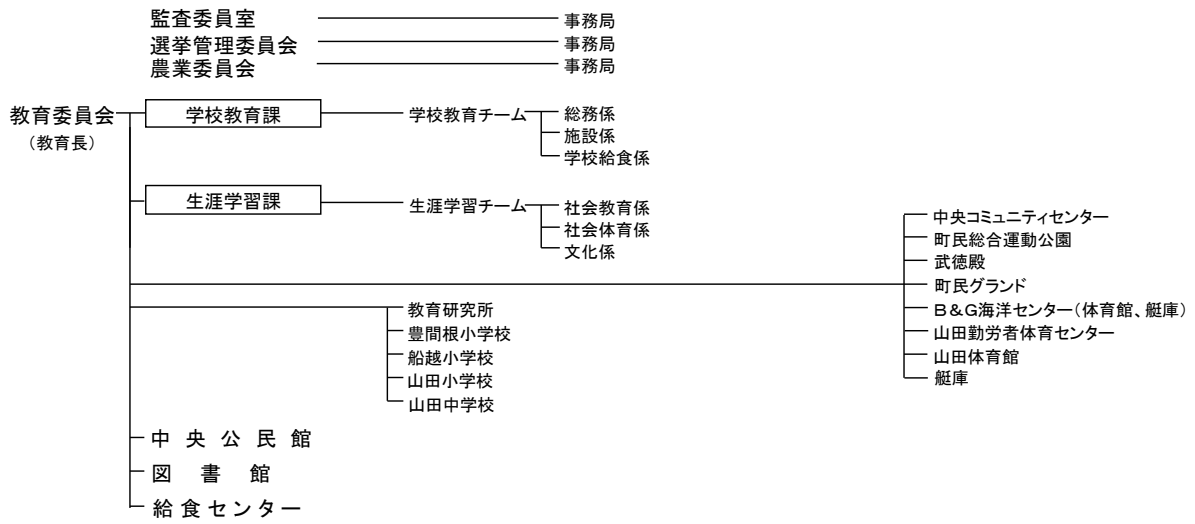 監査委員室 事務局
選挙管理委員会 事務局
農業委員会 事務局
教育委員会 学校教育課 学校教育チーム 総務係
(教育長) 施設係
学校給食係
生涯学習課 生涯学習チーム 社会教育係
社会体育係
文化係
中央コミュニティセンター
町民総合運動公園
武徳殿
町民グランド
B&G海洋センター(体育館、艇庫)
山田勤労者体育センター
山田体育館
艇庫
教育研究所
豊間根小学校
船越小学校
山田小学校
山田中学校
中央公民館
図書館
給食センター